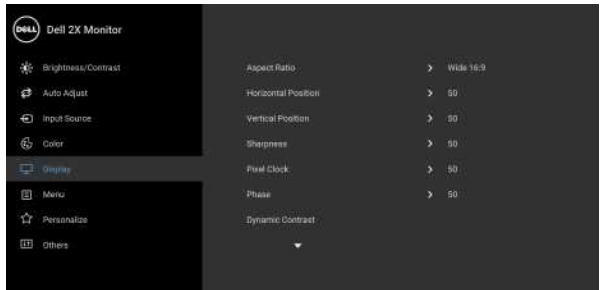 DELL Dell 2X Monitor
Brightness/Contrast
Auto Adjust
Input Source
Color
Display
Menu
Personalize
Others
Aspect Ratio Wide 16:9
Horizontal Position 50
Vertical Position 50
Sharpness 50
Pixel Clock 50
Phase 50
Dynamic Contrast